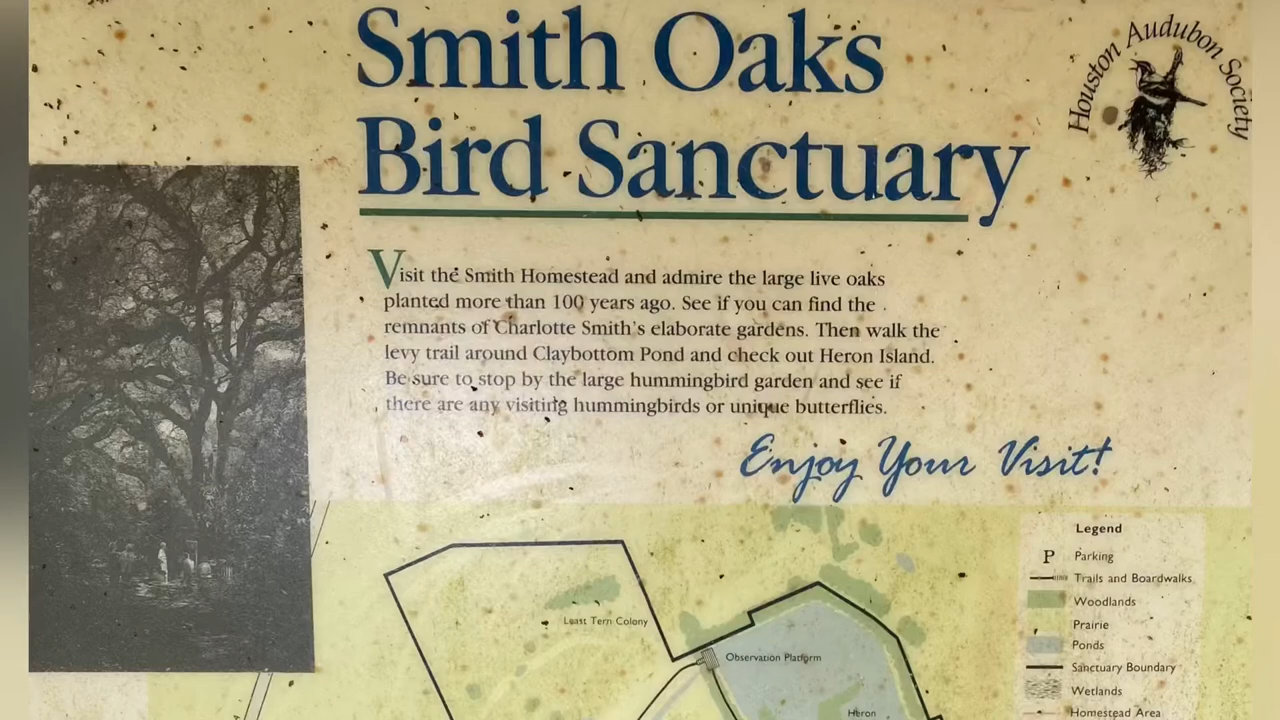 Smith Oaks
Bird Sanctuary
Houston Audubon Society
Visit the Smith Homestead and admire the large live oaks
planted more than 100 years ago. See if you can find the
remnants of Charlotte Smith's elaborate gardens. Then walk the
levy trail around Claybottom Pond and check out Heron Island.
Be sure to stop by the large hummingbird garden and see if
there are any visiting hummingbirds or unique butterflies.
Enjoy Your Visit!
Legend
P Parking
Trails and Boardwalks
Woodlands
Prairie
Ponds
Sanctuary Boundary
Wetlands
Homestead Area
Least Tern Colony
Observation Platform
Heron